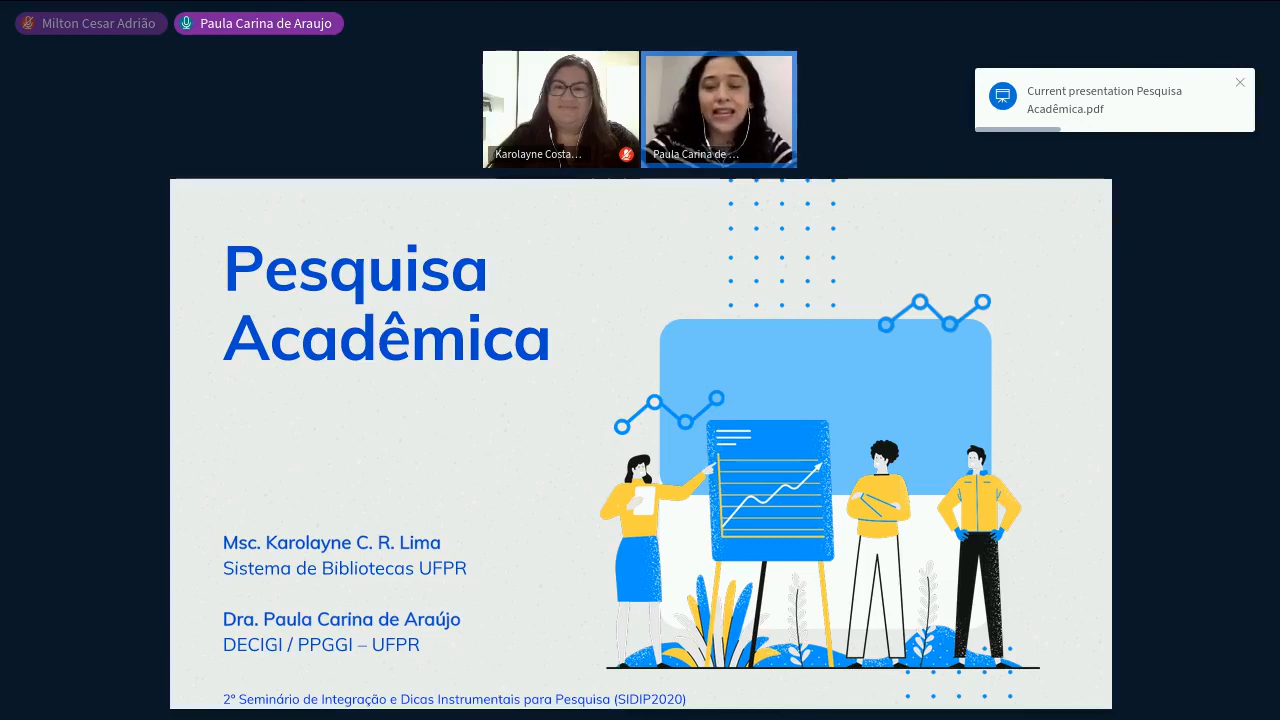 Milton Cesar Adrião
Paula Carina de Araujo
Karolayne Costa...
Paula Carina de ...
Current presentation Pesquisa
Acadêmica.pdf
Pesquisa
Acadêmica
Msc. Karolayne C. R. Lima
Sistema de Bibliotecas UFPR
Dra. Paula Carina de Araújo
DECIGI / PPGGI – UFPR
2º Seminário de Integração e Dicas Instrumentais para Pesquisa (SIDIP2020)